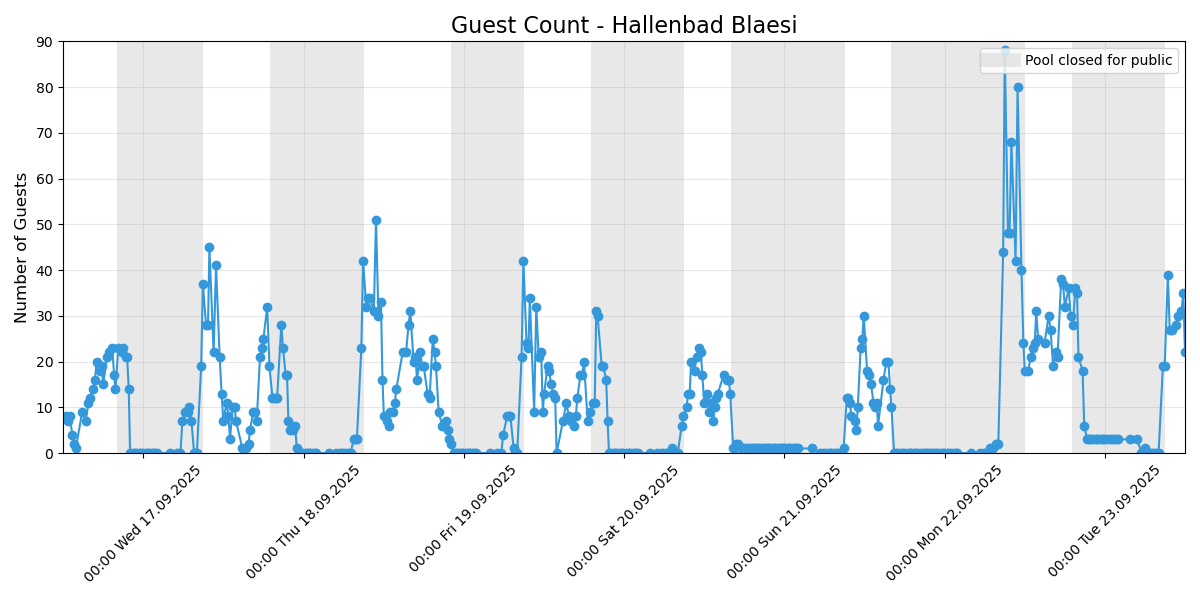 Guest Count - Hallenbad Blaesi
Pool closed for public
Number of Guests
90
80
70
60
50
40
30
20
10
0
00:00 Wed 17.09.2025
00:00 Thu 18.09.2025
00:00 Fri 19.09.2025
00:00 Sat 20.09.2025
00:00 Sun 21.09.2025
00:00 Mon 22.09.2025
00:00 Tue 23.09.2025